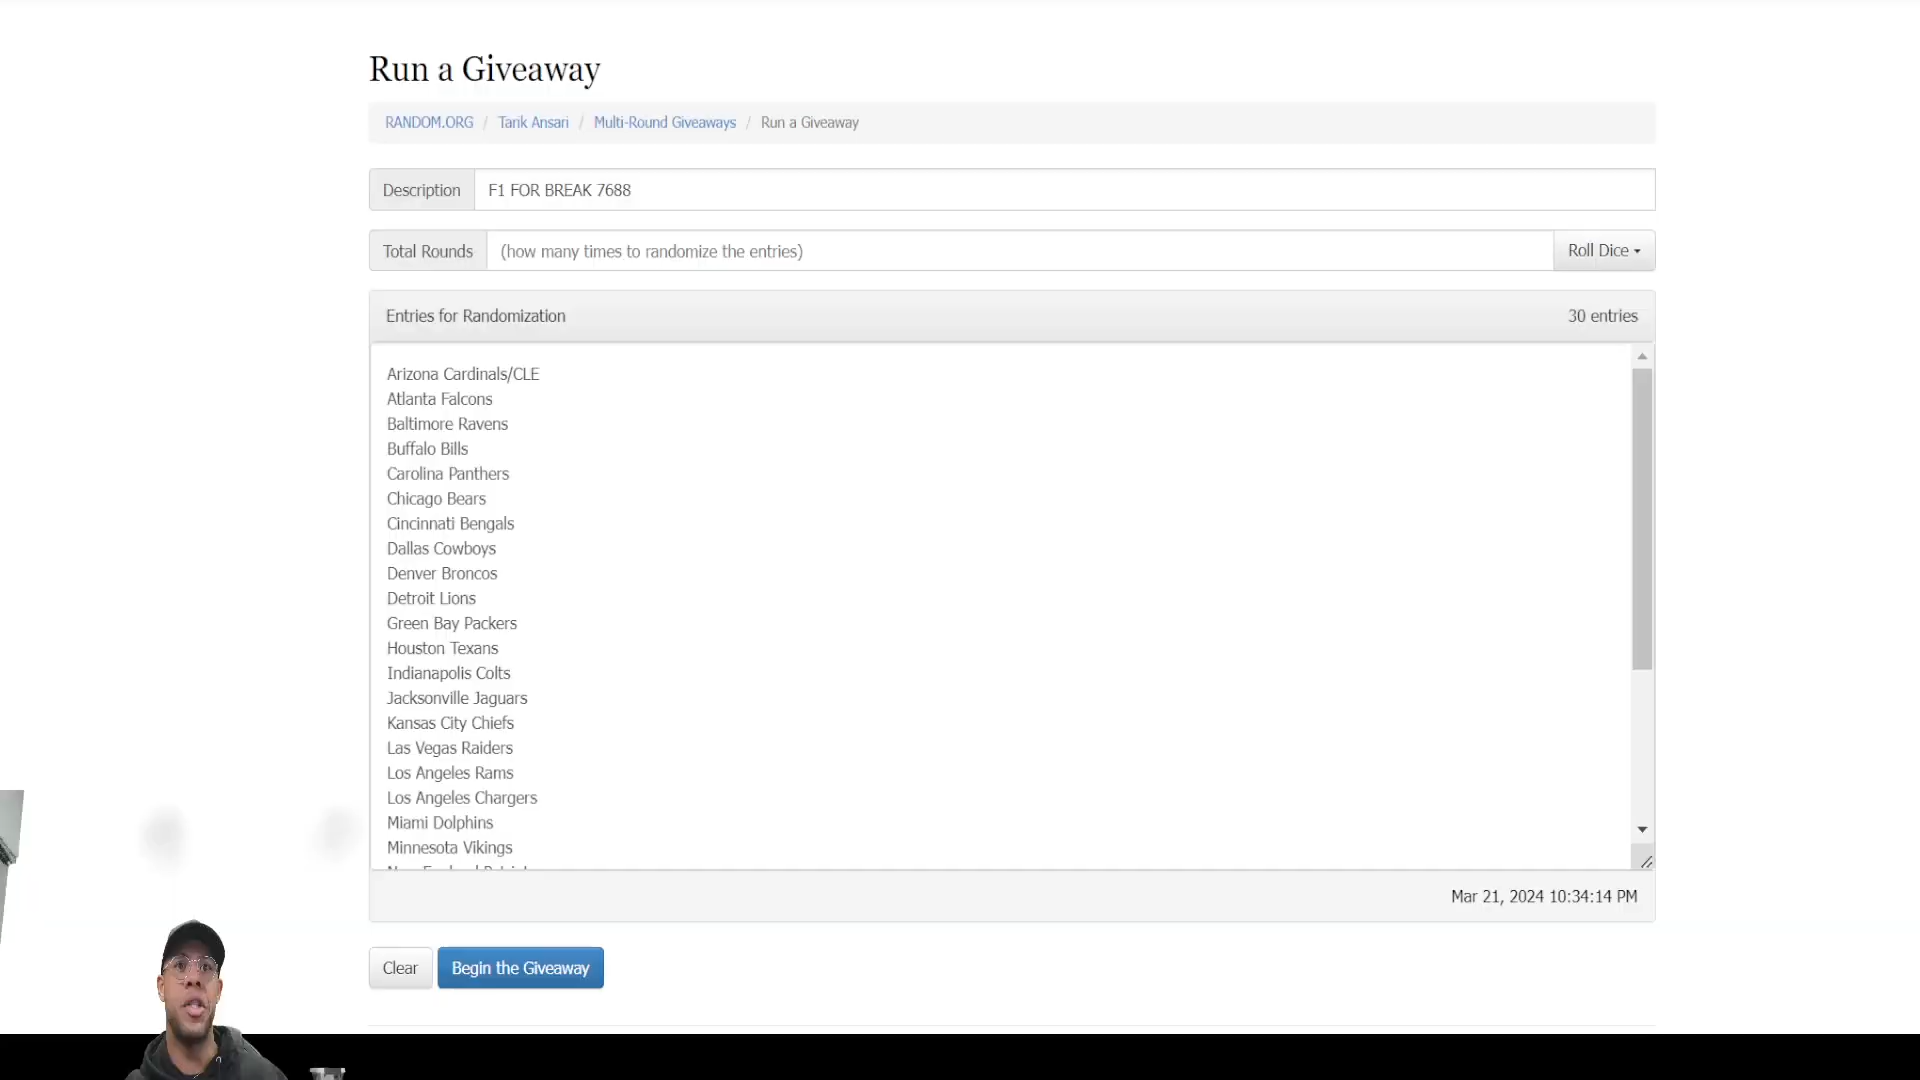 Run a Giveaway
RANDOM.ORG / Tarik Ansari / Multi-Round Giveaways / Run a Giveaway
Description F1 FOR BREAK 7688
Total Rounds (how many times to randomize the entries) Roll Dice
Entries for Randomization 30 entries
Arizona Cardinals/CLE
Atlanta Falcons
Baltimore Ravens
Buffalo Bills
Carolina Panthers
Chicago Bears
Cincinnati Bengals
Dallas Cowboys
Denver Broncos
Detroit Lions
Green Bay Packers
Houston Texans
Indianapolis Colts
Jacksonville Jaguars
Kansas City Chiefs
Las Vegas Raiders
Los Angeles Rams
Los Angeles Chargers
Miami Dolphins
Minnesota Vikings
Mar 21, 2024 10:34:14 PM
Clear Begin the Giveaway